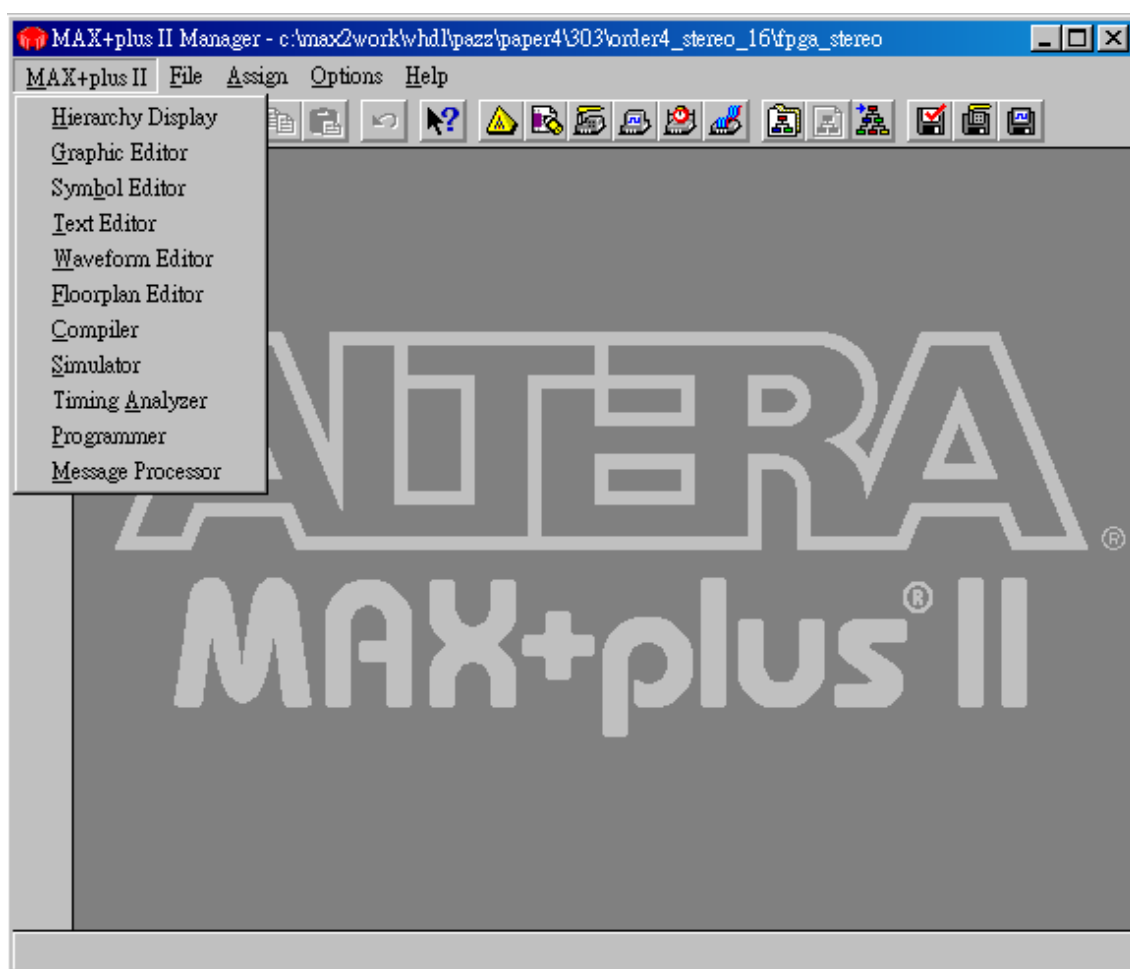 MAX+plus II Manager - c:\max2work\whdl\pazz\paper4\303\order4_stereo_16\fpga_stereo
MAX+plus II File Assign Options Help
Hierarchy Display
Graphic Editor
Symbol Editor
Text Editor
Waveform Editor
Floorplan Editor
Compiler
Simulator
Timing Analyzer
Programmer
Message Processor
ALTERA®
MAX+plus® II